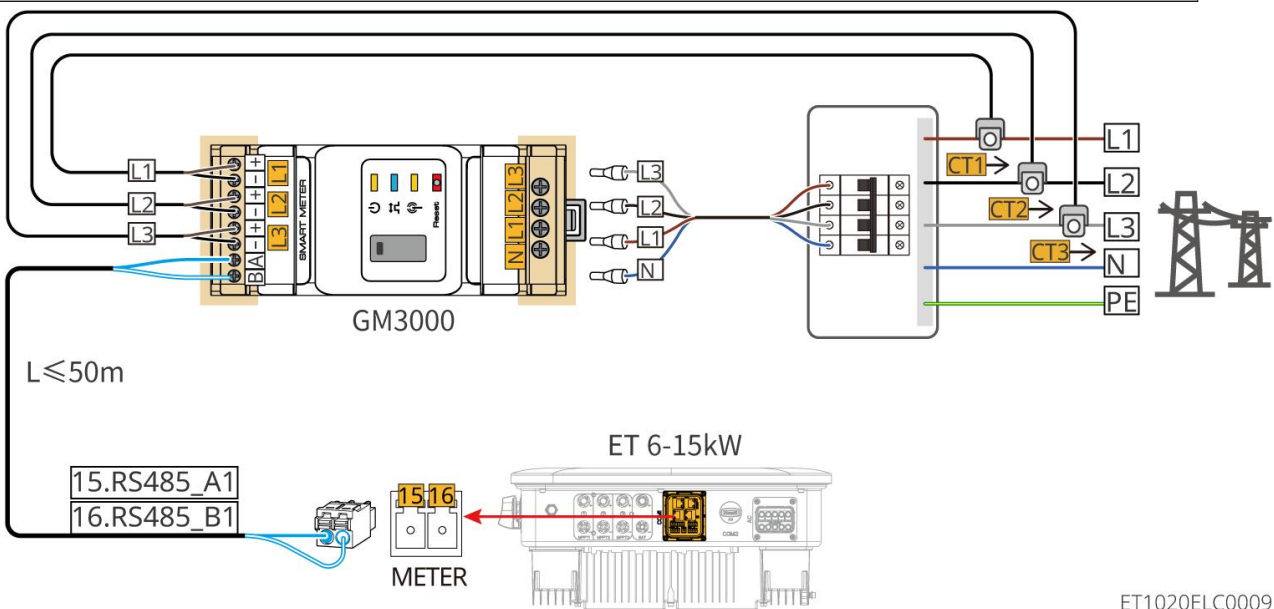 L1
L2
L3
+
-
+
-
+
-
A
B
L1
L2
L3
SMART METER
Reset
L3
L2
L1
N
L3
L2
L1
N
GM3000
CT1
CT2
CT3
L1
L2
L3
N
PE
L≤50m
15.RS485_A1
16.RS485_B1
15 16
METER
ET 6-15kW
COM2
AC
ET1020ELC0009